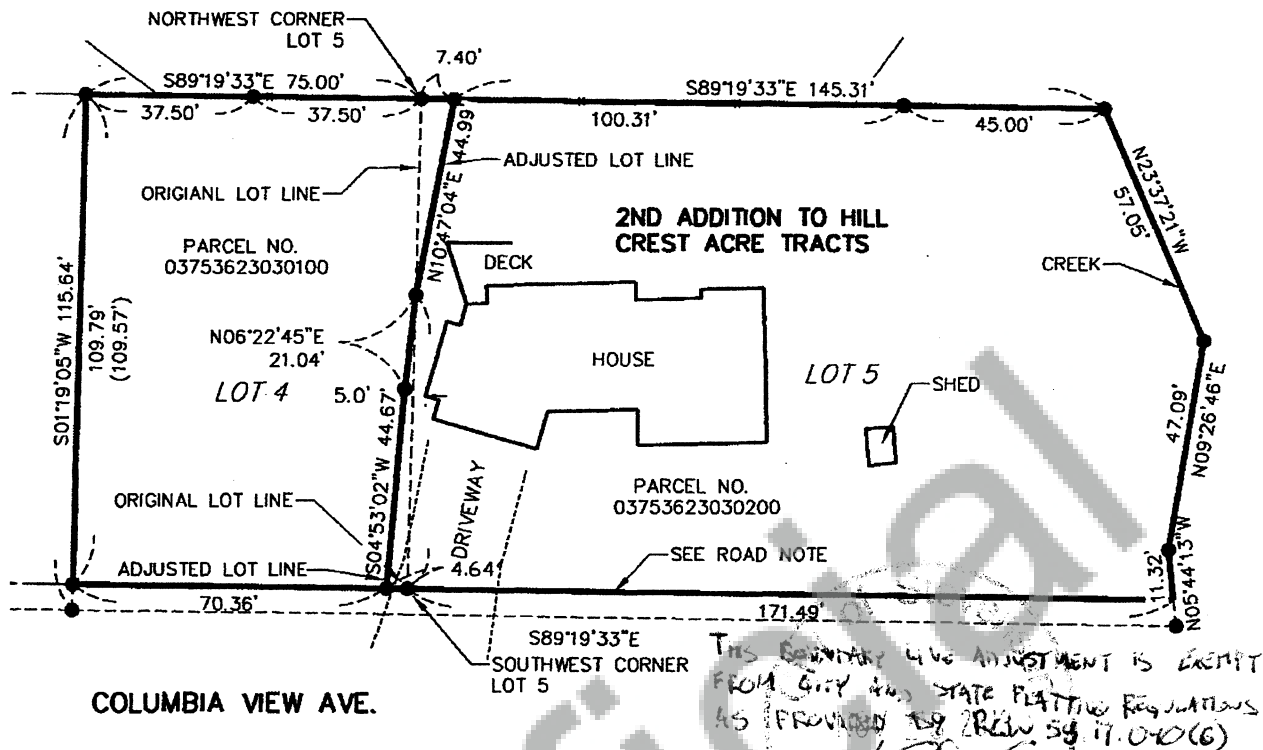 NORTHWEST CORNER
LOT 5
7.40'
S89°19'33"E 75.00'
37.50'
37.50'
S89°19'33"E 145.31'
100.31'
45.00'
N10°47'04"E 44.99'
ADJUSTED LOT LINE
ORIGIANL LOT LINE
N23°37'21"W
57.05'
2ND ADDITION TO HILL
CREST ACRE TRACTS
PARCEL NO.
03753623030100
DECK
CREEK
S01°19'05"W 115.64'
109.79'
(109.57')
N06°22'45"E
21.04'
HOUSE
LOT 4
5.0'
LOT 5
SHED
47.09'
N09°26'46"E
S04°53'02"W 44.67'
ORIGINAL LOT LINE
DRIVEWAY
PARCEL NO.
03753623030200
ADJUSTED LOT LINE
4.64'
SEE ROAD NOTE
11.32'
N05°44'13"W
70.36'
171.49'
S89°19'33"E
SOUTHWEST CORNER
LOT 5
COLUMBIA VIEW AVE.
THIS BOUNDARY LINE ADJUSTMENT IS EXEMPT
FROM CITY AND STATE PLATTING REGULATIONS
AS PROVIDED BY RCW 58.17.040(6)